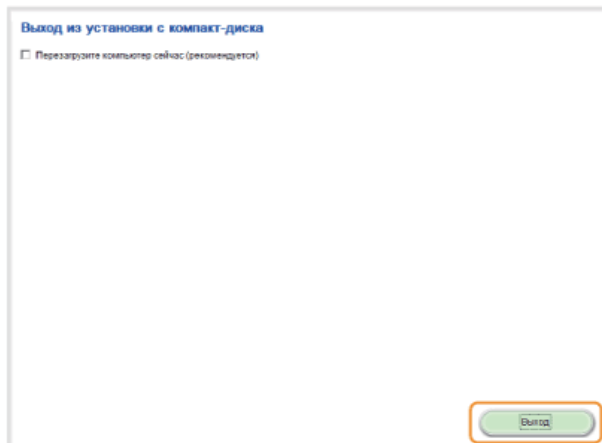 Выход из установки с компакт-диска
Перезагрузите компьютер сейчас (рекомендуется)
Выход